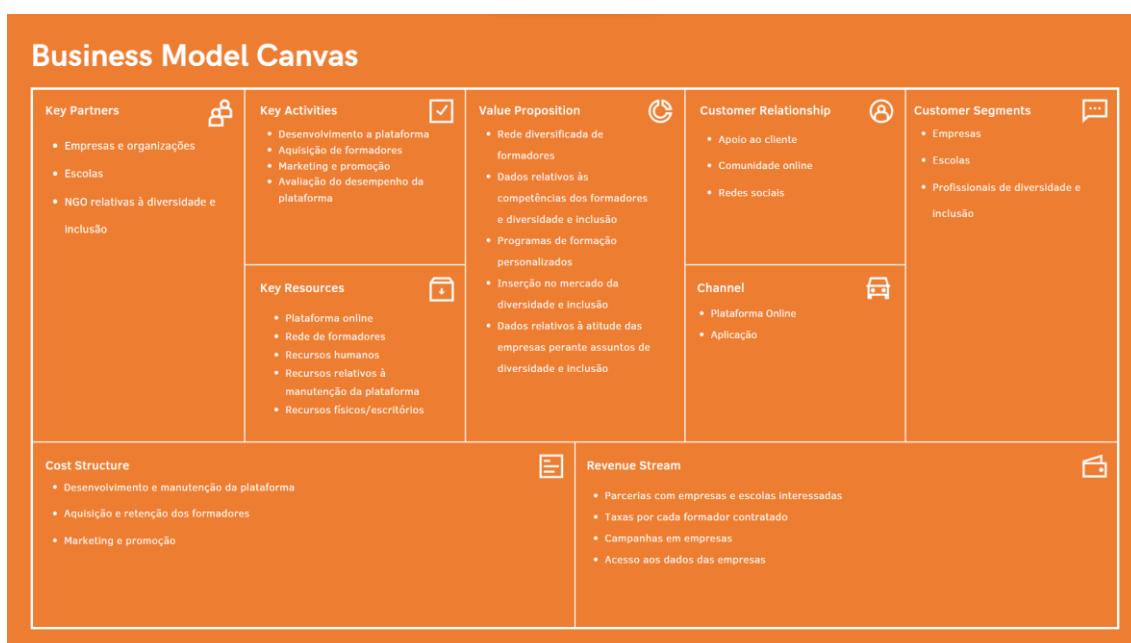 Business Model Canvas
Key Partners
Empresas e organizações
Escolas
NGO relativas à diversidade e
inclusão
Key Activities
Desenvolvimento a plataforma
Aquisição de formadores
Marketing e promoção
Avaliação do desempenho da
plataforma
Key Resources
Plataforma online
Rede de formadores
Recursos humanos
Recursos relativos à
manutenção da plataforma
Recursos físicos/escritórios
Value Proposition
Rede diversificada de
formadores
Dados relativos às
competências dos formadores
e diversidade e inclusão
Programas de formação
personalizados
Inserção no mercado da
diversidade e inclusão
Dados relativos à atitude das
empresas perante assuntos de
diversidade e inclusão
Customer Relationship
Apoio ao cliente
Comunidade online
Redes sociais
Channel
Plataforma Online
Aplicação
Customer Segments
Empresas
Escolas
Profissionais de diversidade e
inclusão
Cost Structure
Desenvolvimento e manutenção da plataforma
Aquisição e retenção dos formadores
Marketing e promoção
Revenue Stream
Parcerias com empresas e escolas interessadas
Taxas por cada formador contratado
Campanhas em empresas
Acesso aos dados das empresas